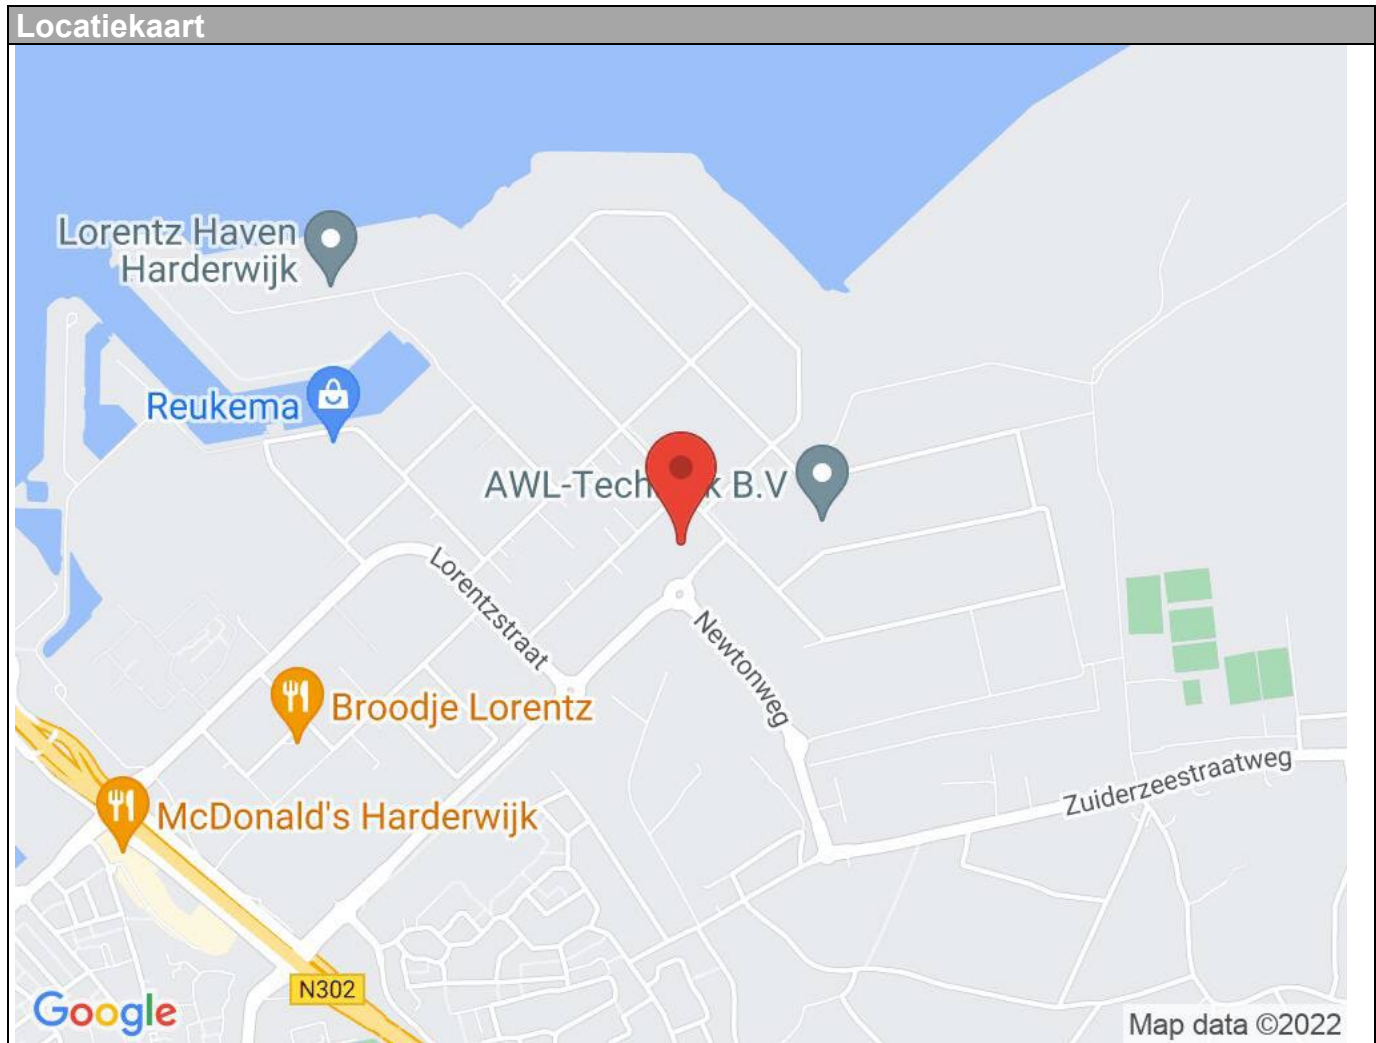 Locatiekaart
Lorentz Haven
Harderwijk
Reukema
AWL-Tech k B.V
Lorentzstraat
Newtonweg
Broodje Lorentz
Zuiderzeestraatweg
McDonald's Harderwijk
N302
Google
Map data ©2022